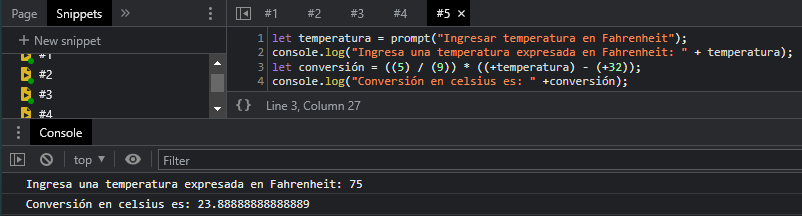 Page Snippets »
#1 #2 #3 #4 #5 ×
+ New snippet
#1
#2
#3
#4
1 let temperatura = prompt("Ingresar temperatura en Fahrenheit");
2 console.log("Ingresa una temperatura expresada en Fahrenheit: " + temperatura);
3 let conversión = ((5) / (9)) * ((+temperatura) - (+32));
4 console.log("Conversión en celsius es: " +conversión);
{} Line 3, Column 27
Console
top ▼ Filter
Ingresa una temperatura expresada en Fahrenheit: 75
Conversión en celsius es: 23.88888888888889